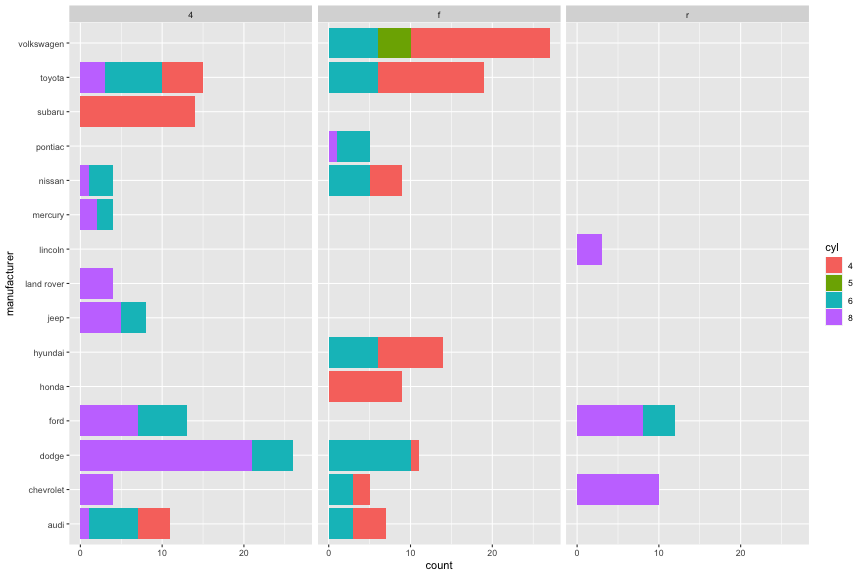 4 f r
volkswagen
toyota
subaru
pontiac
nissan
mercury
lincoln
land rover
jeep
hyundai
honda
ford
dodge
chevrolet
audi
manufacturer
0 10 20 0 10 20 0 10 20
count
cyl
4
5
6
8